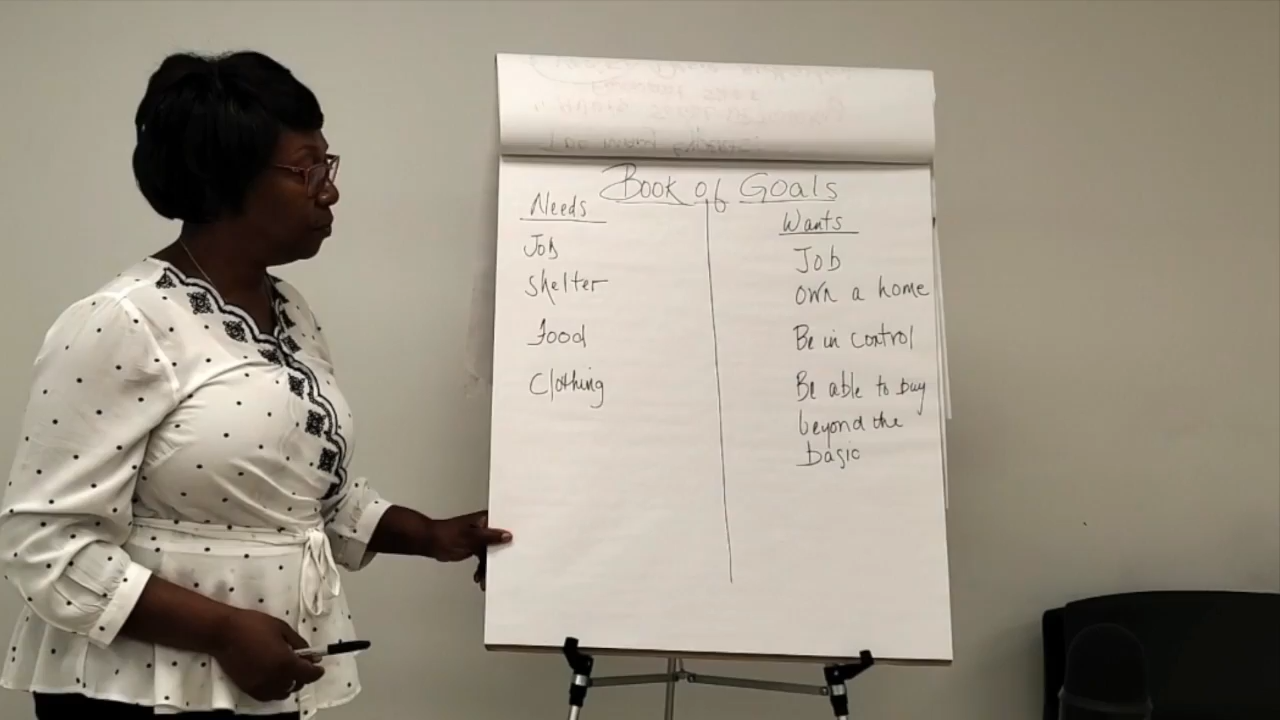 Book of Goals
Needs
Job
Shelter
Food
Clothing
Wants
Job
own a home
Be in control
Be able to buy
beyond the
basic